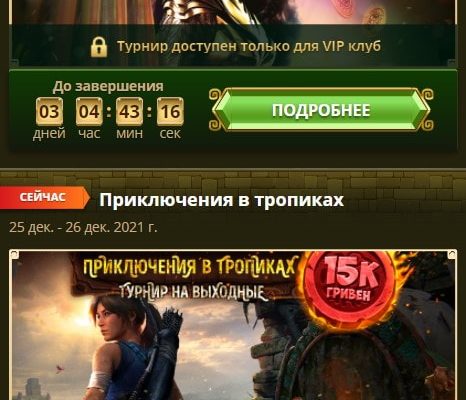 Турнир доступен только для VIP клуб
До завершения
03 : 04 : 43 : 16
дней час мин сек
ПОДРОБНЕЕ
СЕЙЧАС
Приключения в тропиках
25 дек. - 26 дек. 2021 г.
ПРИКЛЮЧЕНИЯ В ТРОПИКАХ
ТУРНИР НА ВЫХОДНЫЕ
15К
ГРИВЕН